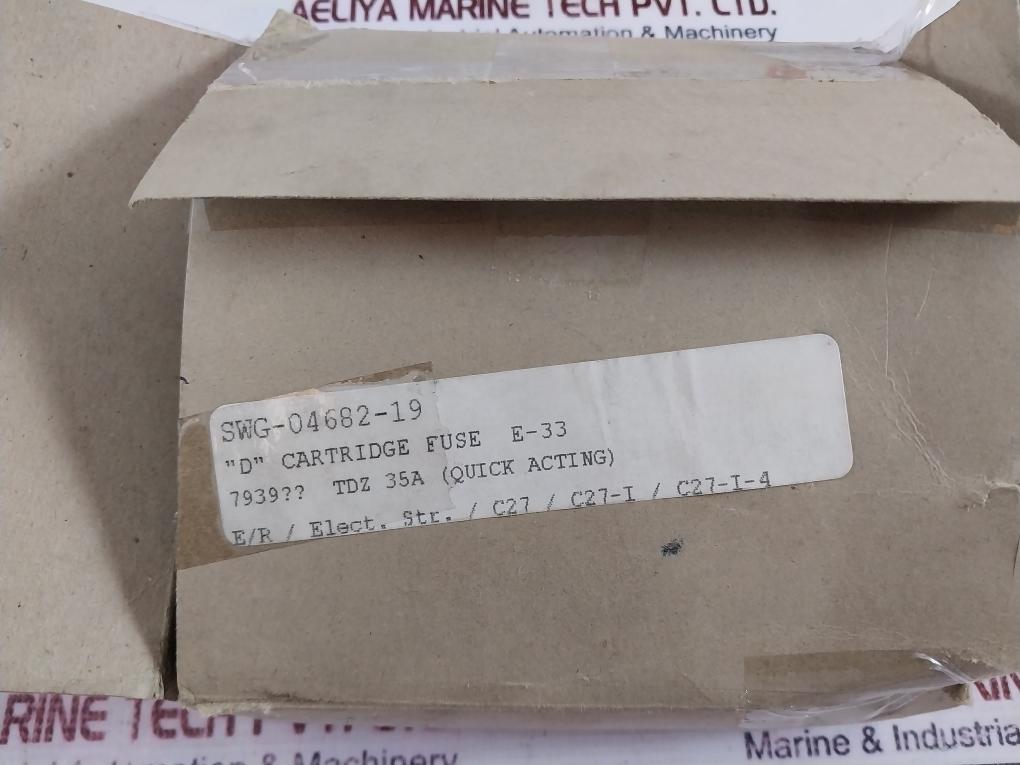 AELIYA MARINE TECH PVT. LTD.
Automation & Machinery
SWG-04682-19
"D" CARTRIDGE FUSE E-33
7939?? TDZ 35A (QUICK ACTING)
E/R / Elect. Str. / C27 / C27-I / C27-I-4
RINE TECH
& Machinery
Marine & Industria